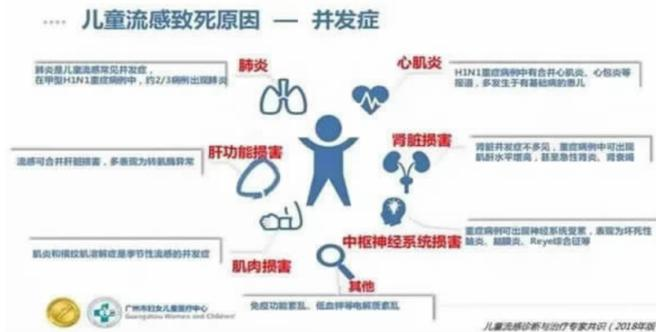 儿童流感致死原因 — 并发症
肺炎
肺炎是儿童流感常见并发症,
在甲型H1N1重症病例中,约2/3病例出现肺炎
心肌炎
H1N1重症病例中有合并心肌炎、心包炎等
报道,多发生于有基础病的患儿
肝功能损害
流感可合并肝脏损害,多表现为转氨酶异常
肾脏损害
肾脏并发症不多见,重症病例中可出现
肌酐水平增高,甚至急性肾炎、肾衰竭
肌肉损害
肌炎和横纹肌溶解症是季节性流感的并发症
中枢神经系统损害
重症病例可出现神经系统受累,表现为坏死性
脑炎、脑膜炎、Reye综合征等
其他
免疫功能紊乱、低血钾等电解质紊乱
广州市妇女儿童医疗中心
Guangzhou Women and Children'
儿童流感诊断与治疗专家共识(2018年版